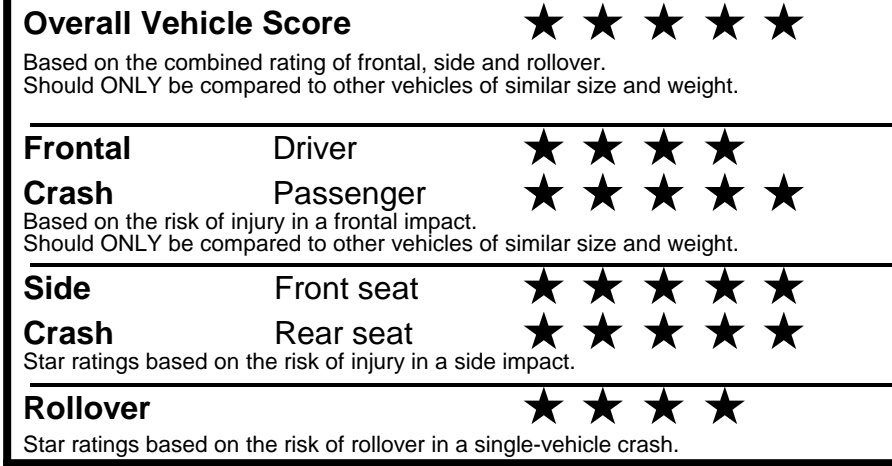 Overall Vehicle Score ★ ★ ★ ★ ★
Based on the combined rating of frontal, side and rollover.
Should ONLY be compared to other vehicles of similar size and weight.
Frontal Driver ★ ★ ★ ★
Crash Passenger ★ ★ ★ ★ ★
Based on the risk of injury in a frontal impact.
Should ONLY be compared to other vehicles of similar size and weight.
Side Front seat ★ ★ ★ ★ ★
Crash Rear seat ★ ★ ★ ★ ★
Star ratings based on the risk of injury in a side impact.
Rollover ★ ★ ★ ★
Star ratings based on the risk of rollover in a single-vehicle crash.